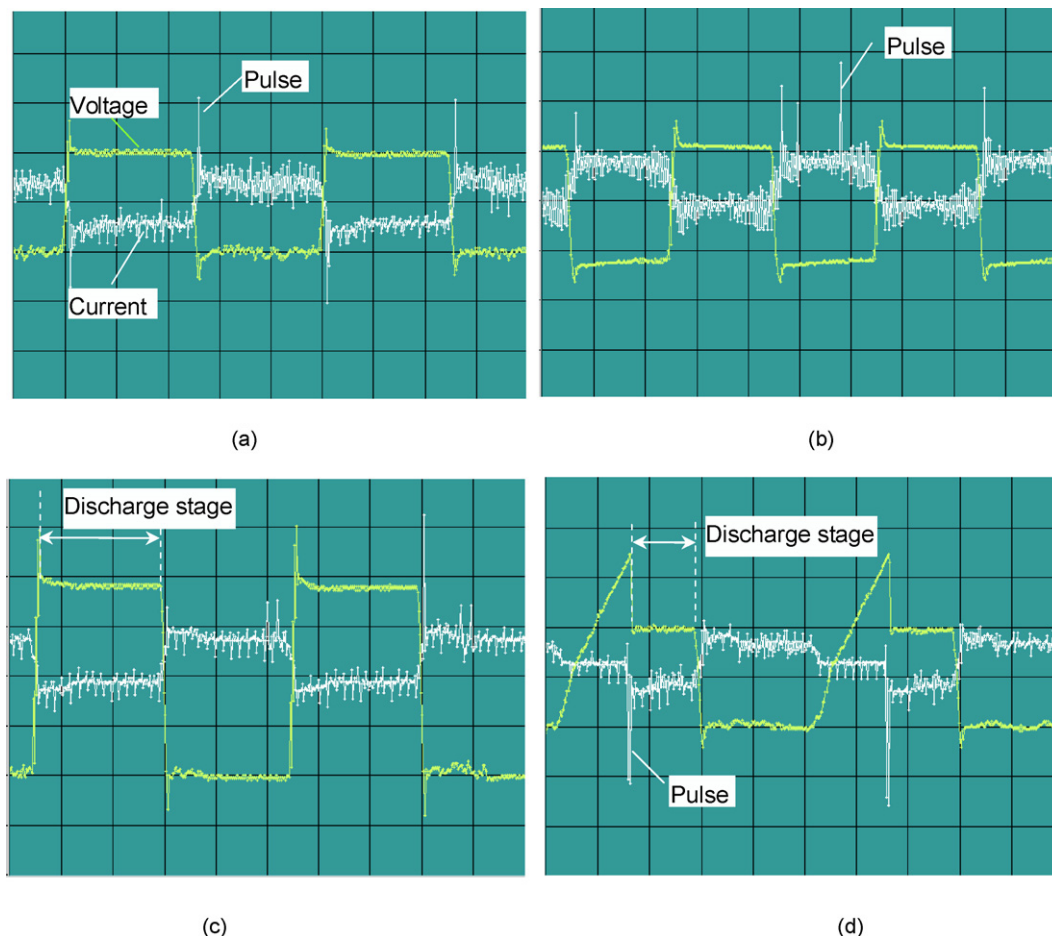 Voltage
Pulse
Current
(a)
Pulse
(b)
Discharge stage
(c)
Discharge stage
Pulse
(d)